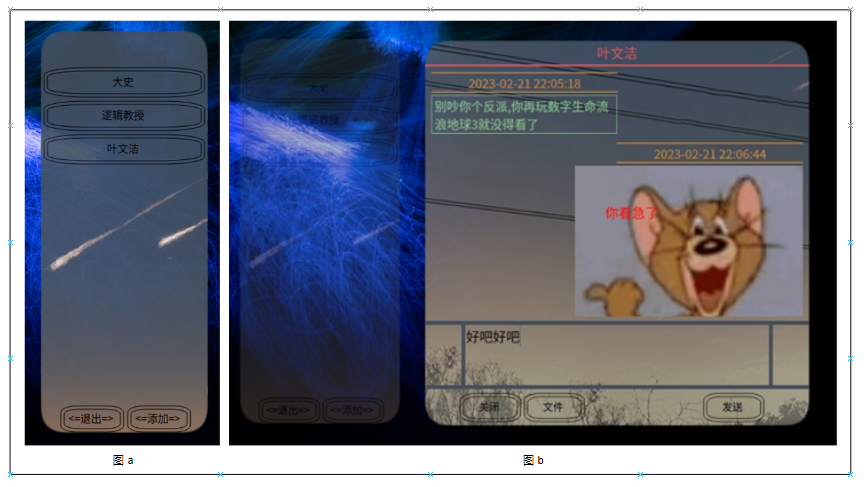 大史
逻辑教授
叶文洁
<=退出=>
<=添加=>
图 a
大史
逻辑教授
<=退出=>
<=添加=>
叶文洁
2023-02-21 22:05:18
别吵你个反派,你再玩数字生命流
浪地球3就没得看了
2023-02-21 22:06:44
你看急了
好吧好吧
关闭
文件
发送
图 b